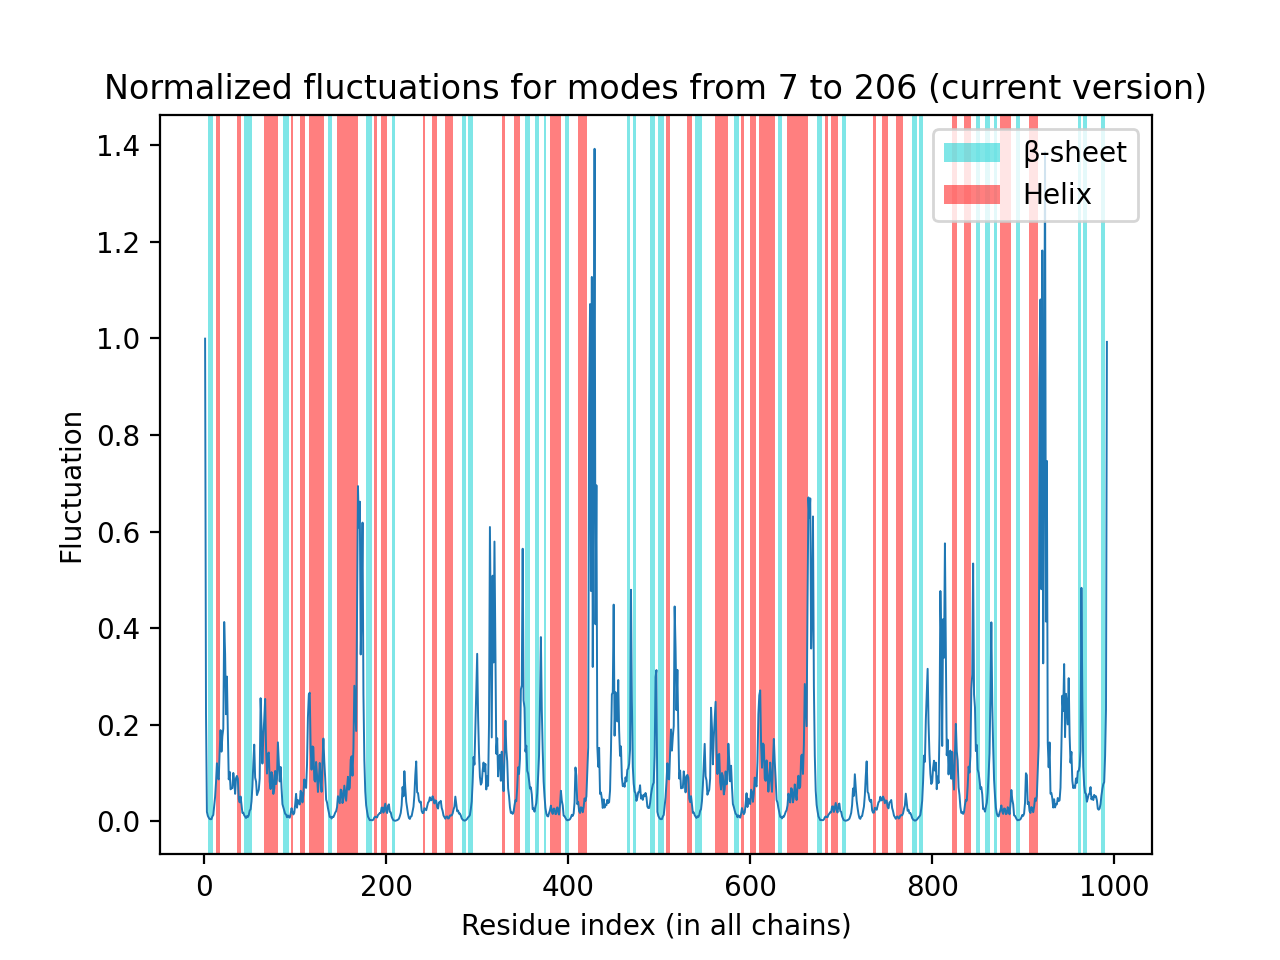 Normalized fluctuations for modes from 7 to 206 (current version)
β-sheet
Helix
1.4
1.2
1.0
0.8
0.6
0.4
0.2
0.0
Fluctuation
0 200 400 600 800 1000
Residue index (in all chains)